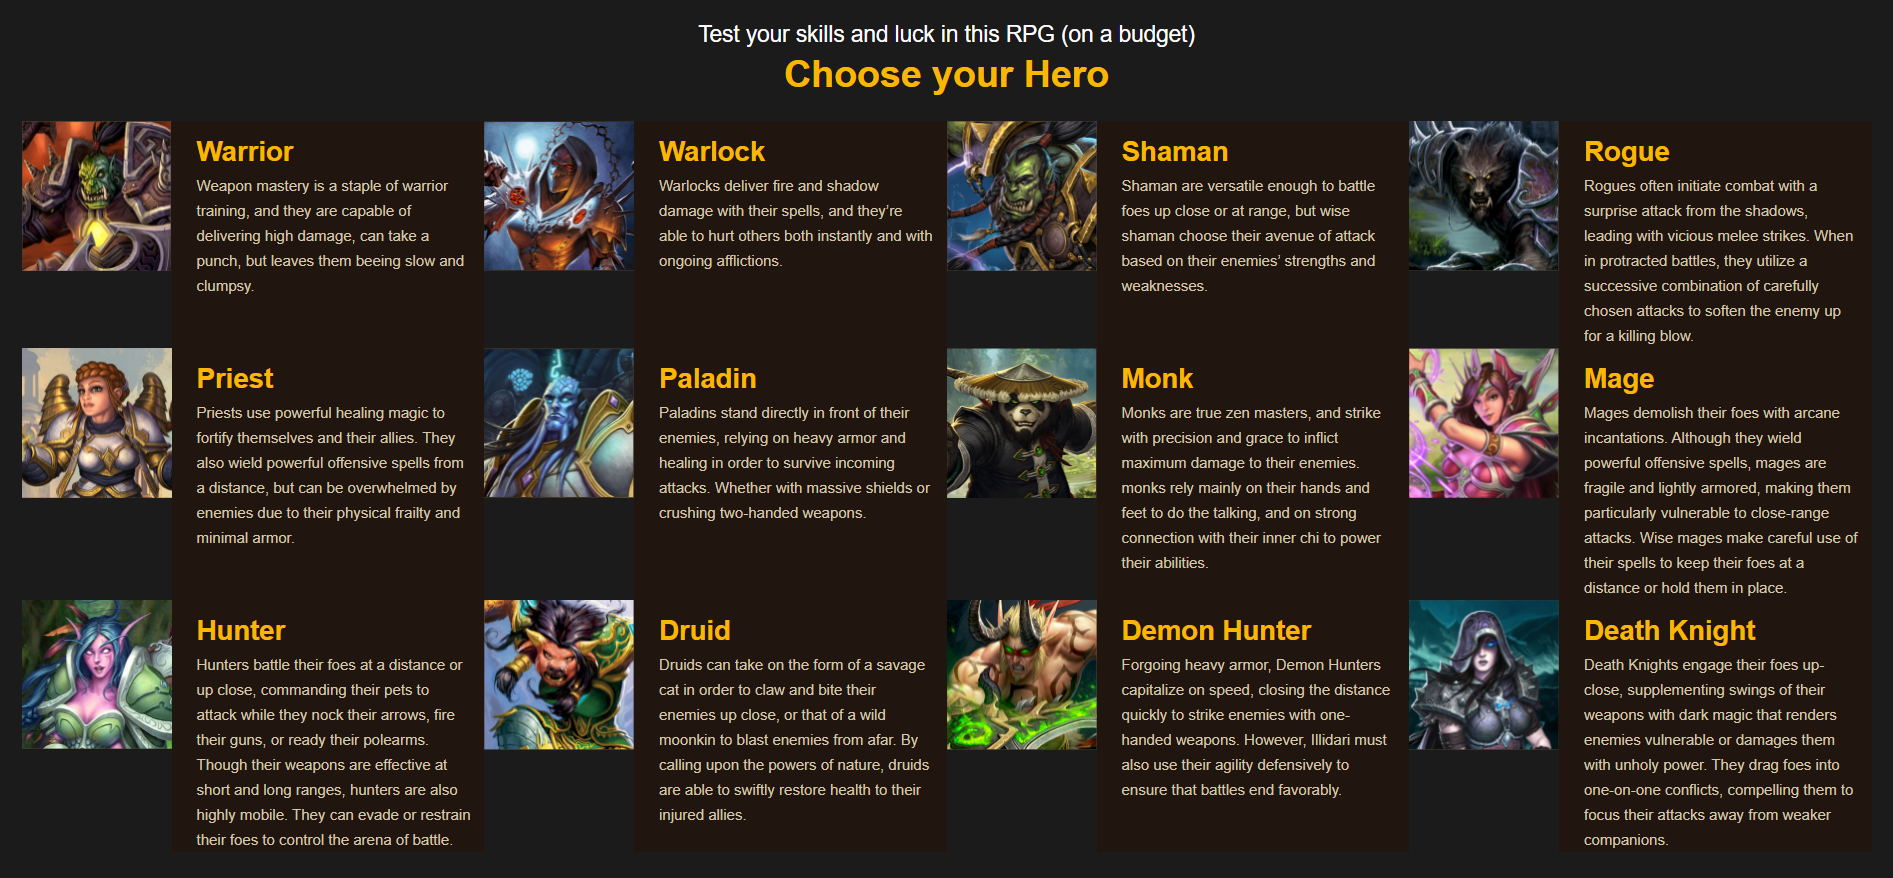 Test your skills and luck in this RPG (on a budget)
Choose your Hero
Warrior
Weapon mastery is a staple of warrior
training, and they are capable of
delivering high damage, can take a
punch, but leaves them beeing slow and
clumpsy.
Warlock
Warlocks deliver fire and shadow
damage with their spells, and they’re
able to hurt others both instantly and with
ongoing afflictions.
Shaman
Shaman are versatile enough to battle
foes up close or at range, but wise
shaman choose their avenue of attack
based on their enemies’ strengths and
weaknesses.
Rogue
Rogues often initiate combat with a
surprise attack from the shadows,
leading with vicious melee strikes. When
in protracted battles, they utilize a
successive combination of carefully
chosen attacks to soften the enemy up
for a killing blow.
Priest
Priests use powerful healing magic to
fortify themselves and their allies. They
also wield powerful offensive spells from
a distance, but can be overwhelmed by
enemies due to their physical frailty and
minimal armor.
Paladin
Paladins stand directly in front of their
enemies, relying on heavy armor and
healing in order to survive incoming
attacks. Whether with massive shields or
crushing two-handed weapons.
Monk
Monks are true zen masters, and strike
with precision and grace to inflict
maximum damage to their enemies.
monks rely mainly on their hands and
feet to do the talking, and on strong
connection with their inner chi to power
their abilities.
Mage
Mages demolish their foes with arcane
incantations. Although they wield
powerful offensive spells, mages are
fragile and lightly armored, making them
particularly vulnerable to close-range
attacks. Wise mages make careful use of
their spells to keep their foes at a
distance or hold them in place.
Hunter
Hunters battle their foes at a distance or
up close, commanding their pets to
attack while they nock their arrows, fire
their guns, or ready their polearms.
Though their weapons are effective at
short and long ranges, hunters are also
highly mobile. They can evade or restrain
their foes to control the arena of battle.
Druid
Druids can take on the form of a savage
cat in order to claw and bite their
enemies up close, or that of a wild
moonkin to blast enemies from afar. By
calling upon the powers of nature, druids
are able to swiftly restore health to their
injured allies.
Demon Hunter
Forgoing heavy armor, Demon Hunters
capitalize on speed, closing the distance
quickly to strike enemies with one-
handed weapons. However, Illidari must
also use their agility defensively to
ensure that battles end favorably.
Death Knight
Death Knights engage their foes up-
close, supplementing swings of their
weapons with dark magic that renders
enemies vulnerable or damages them
with unholy power. They drag foes into
one-on-one conflicts, compelling them to
focus their attacks away from weaker
companions.